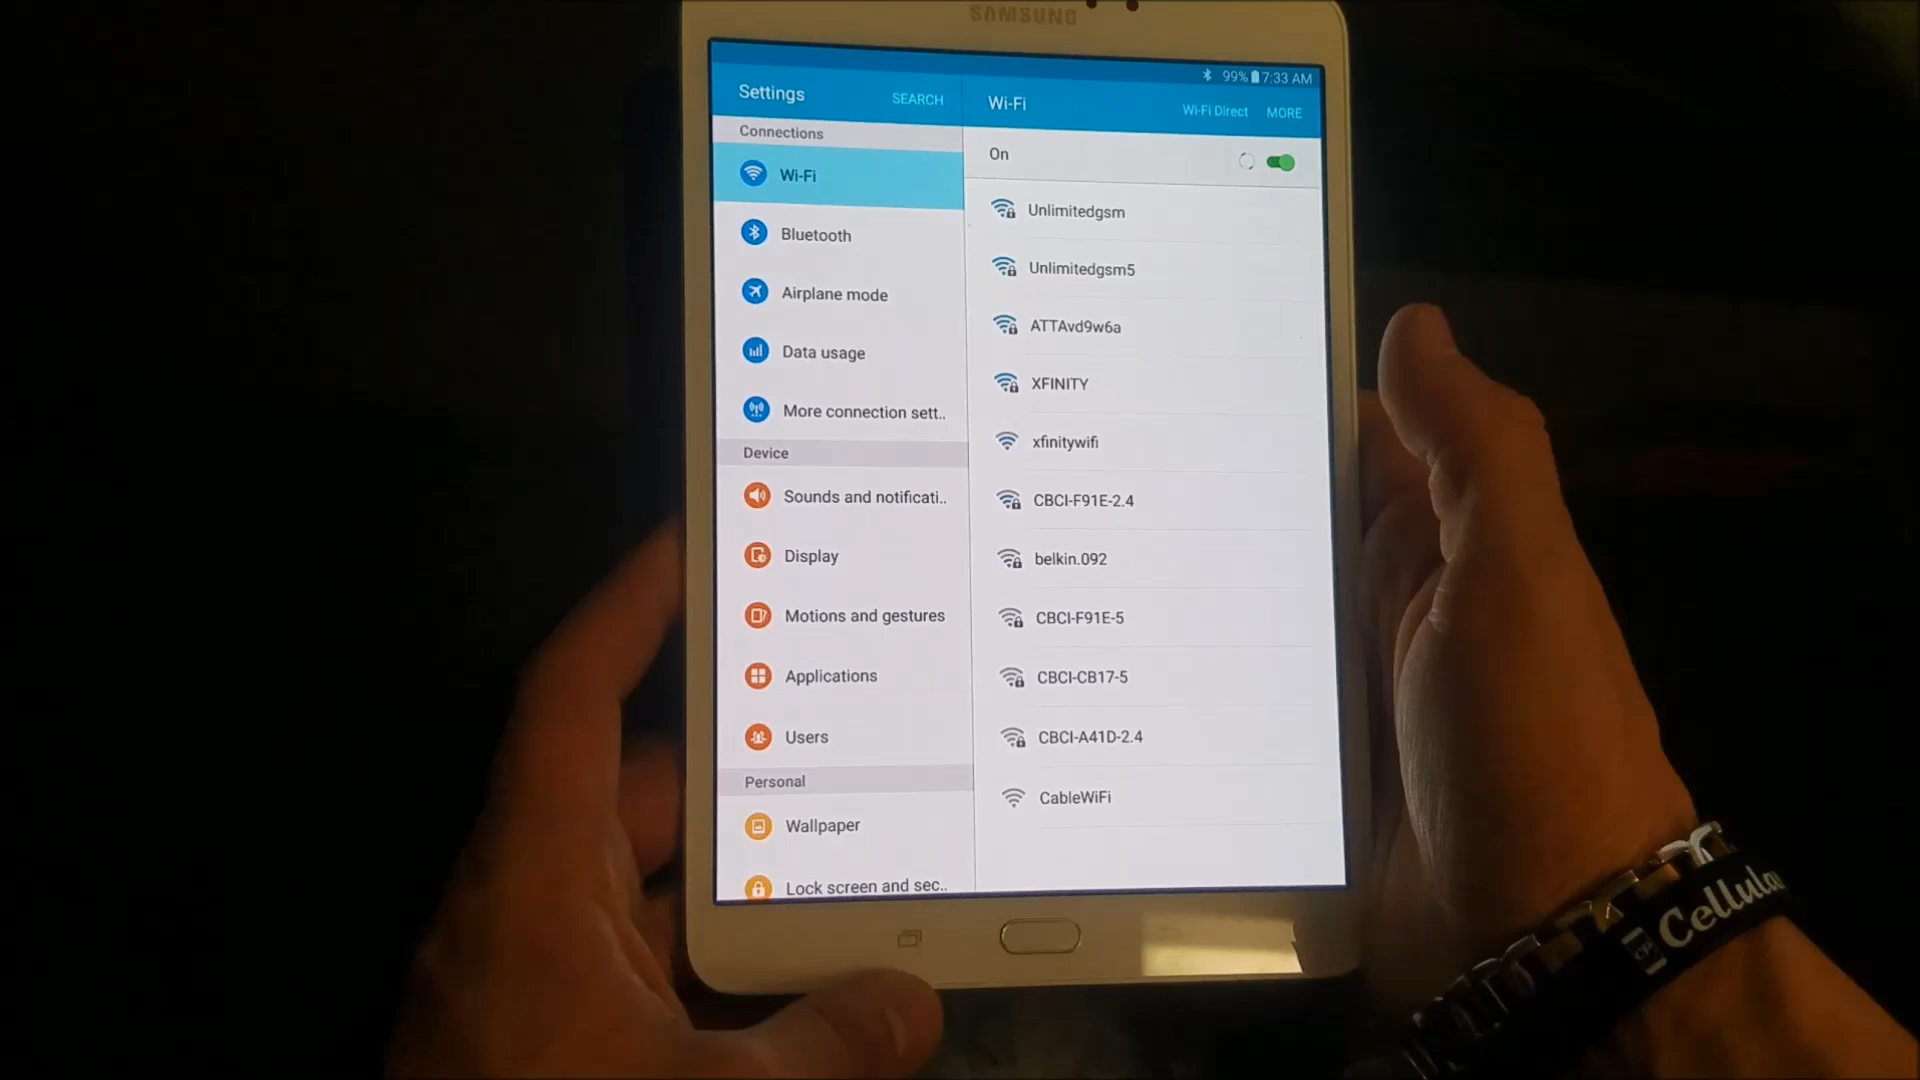 SAMSUNG
99% 7:33 AM
Settings
SEARCH
Wi-Fi
Wi-Fi Direct
MORE
Connections
Wi-Fi
Bluetooth
Airplane mode
Data usage
More connection sett..
Device
Sounds and notificati..
Display
Motions and gestures
Applications
Users
Personal
Wallpaper
Lock screen and sec..
On
Unlimitedgsm
Unlimitedgsm5
ATTAvd9w6a
XFINITY
xfinitywifi
CBCI-F91E-2.4
belkin.092
CBCI-F91E-5
CBCI-CB17-5
CBCI-A41D-2.4
CableWiFi
Cellula